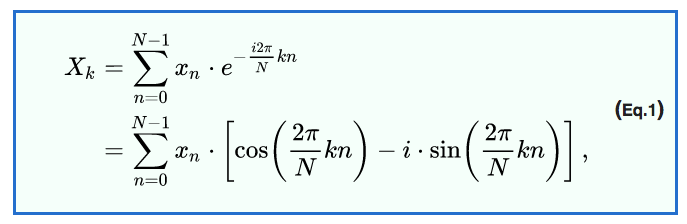 X_k = \sum_{n=0}^{N-1} x_n \cdot e^{-\frac{i2\pi}{N}kn}
= \sum_{n=0}^{N-1} x_n \cdot \left[\cos\left(\frac{2\pi}{N}kn\right) - i \cdot \sin\left(\frac{2\pi}{N}kn\right)\right], (Eq.1)